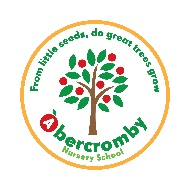 From little seeds, do great trees grow
Abercromby
Nursery School